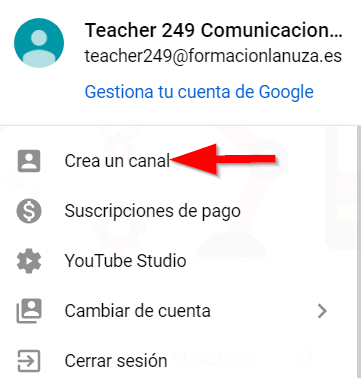 Teacher 249 Comunicacion...
teacher249@formacionlanuza.es
Gestiona tu cuenta de Google
Crea un canal
Suscripciones de pago
YouTube Studio
Cambiar de cuenta
Cerrar sesión
SUSCRITO